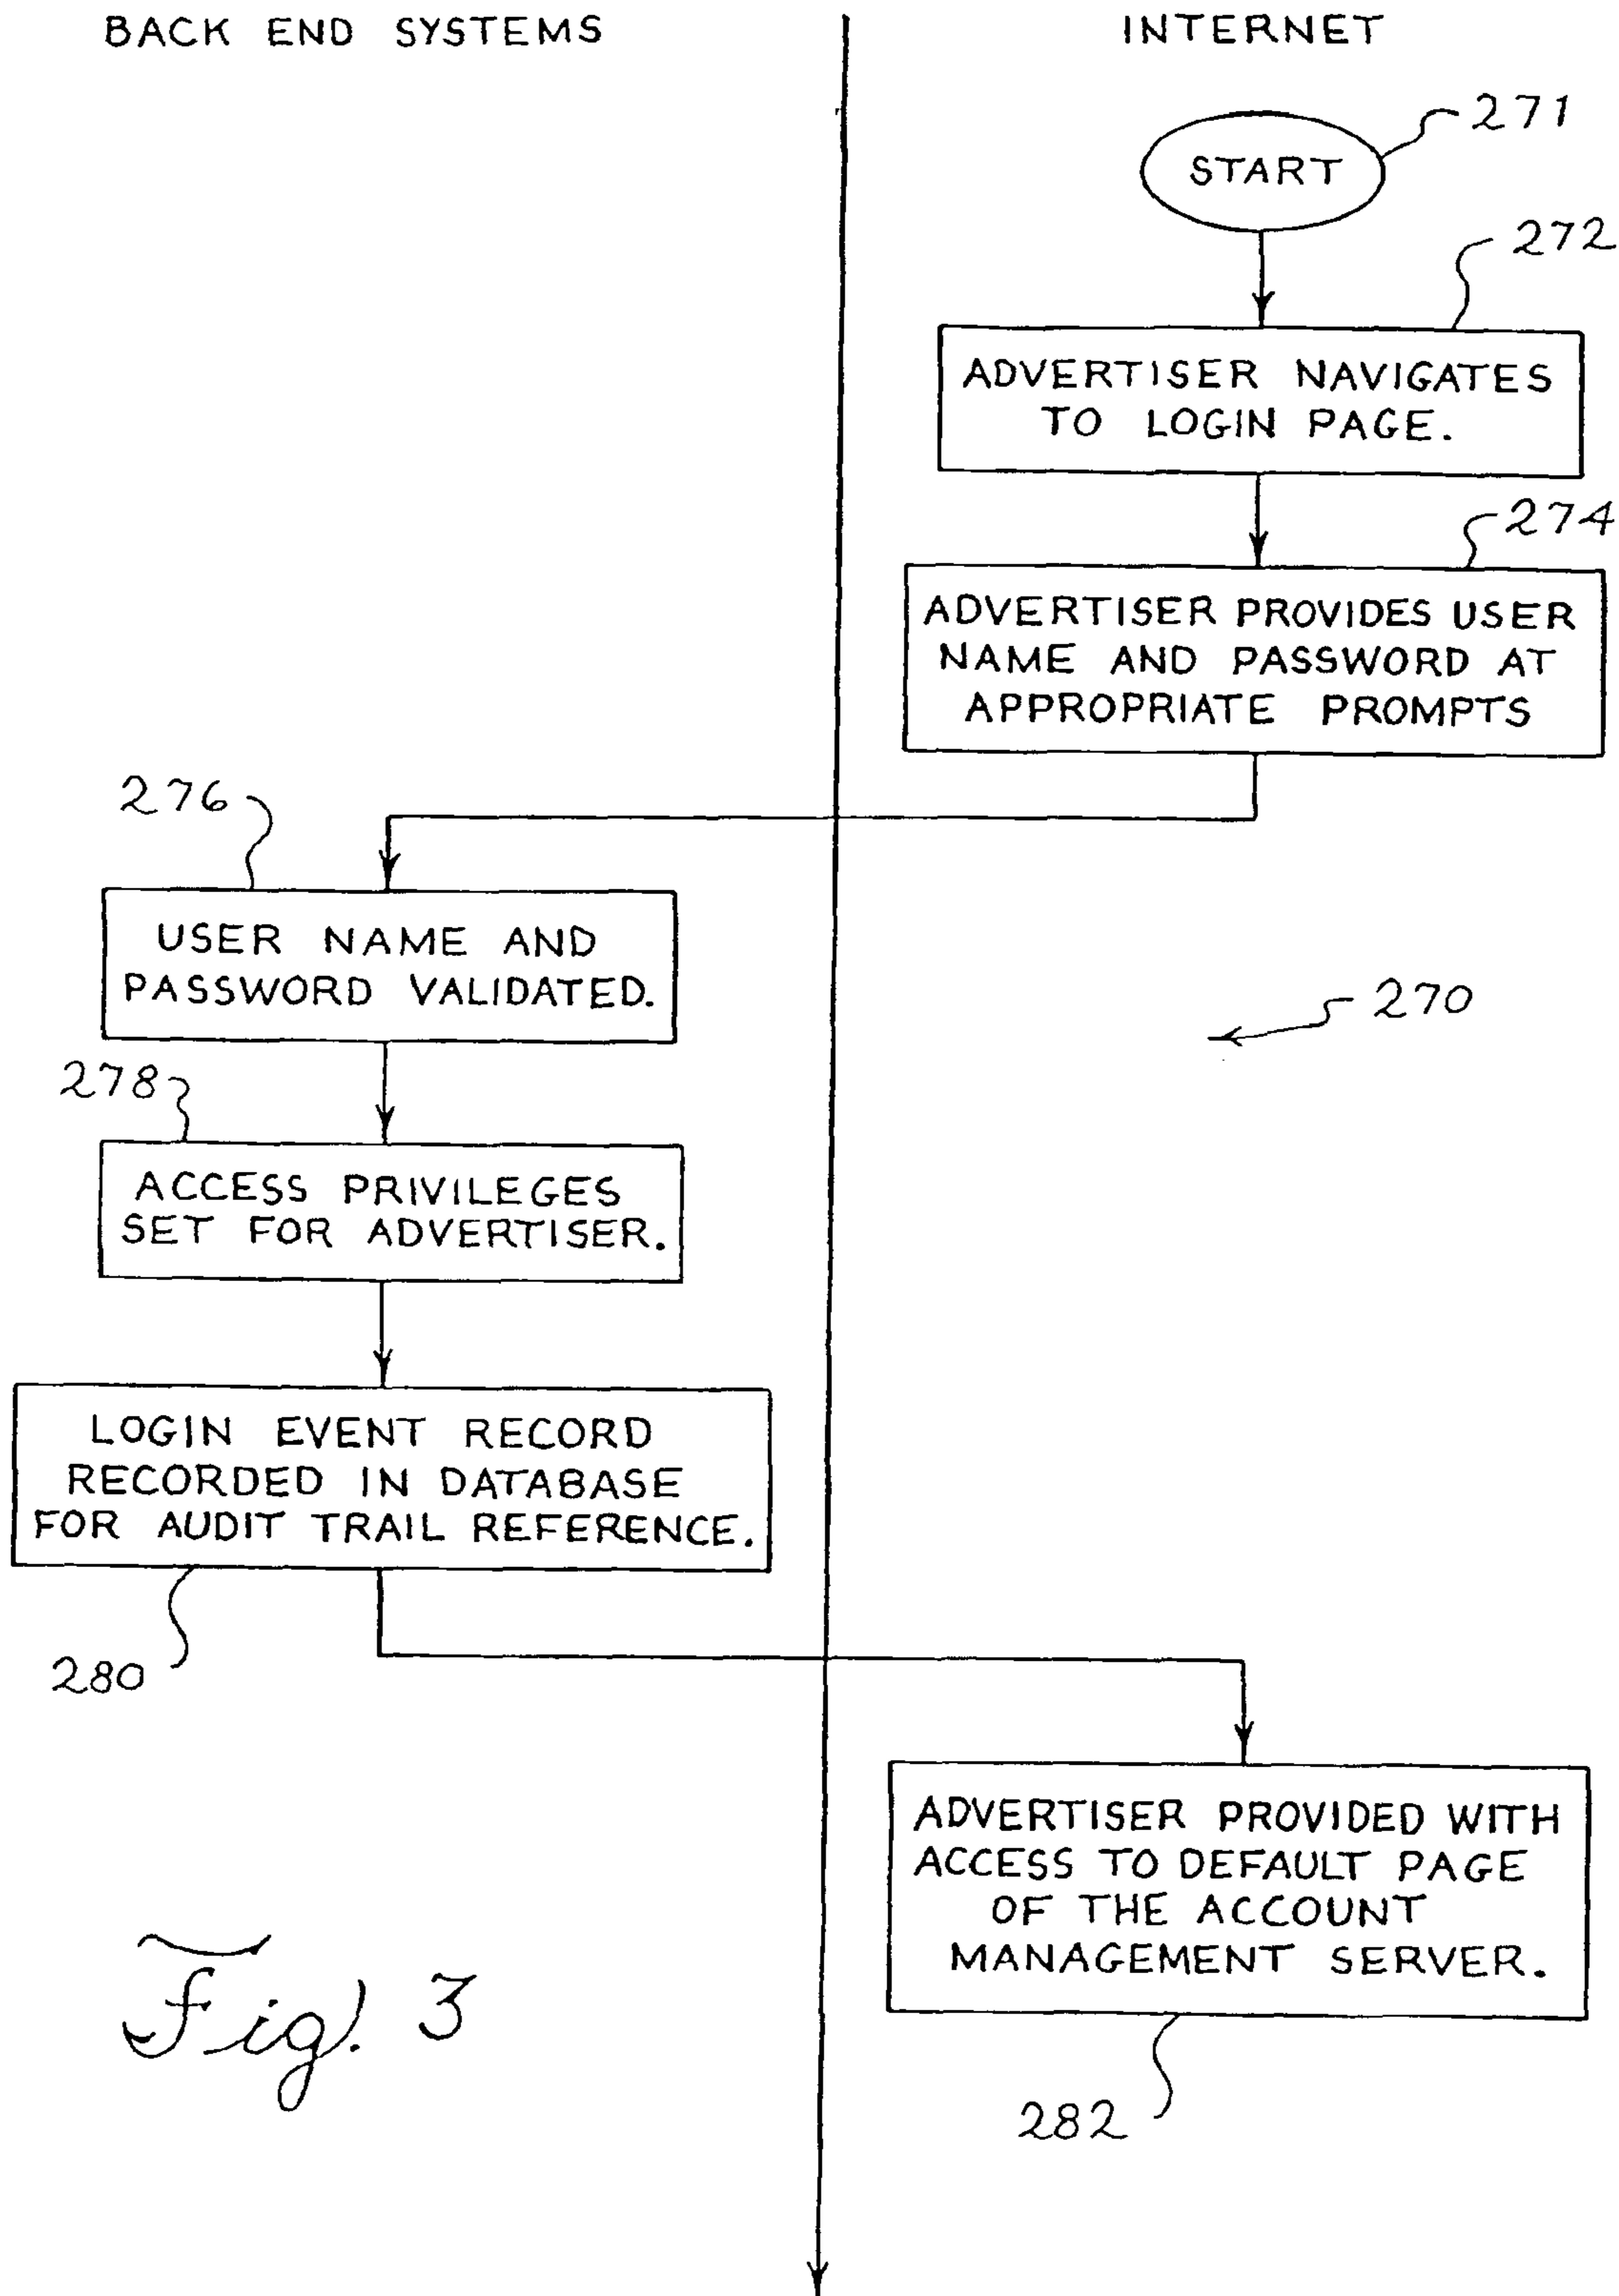 BACK END SYSTEMS
INTERNET
271
START
272
ADVERTISER NAVIGATES
TO LOGIN PAGE.
274
ADVERTISER PROVIDES USER
NAME AND PASSWORD AT
APPROPRIATE PROMPTS
276
USER NAME AND
PASSWORD VALIDATED.
270
278
ACCESS PRIVILEGES
SET FOR ADVERTISER.
LOGIN EVENT RECORD
RECORDED IN DATABASE
FOR AUDIT TRAIL REFERENCE.
280
ADVERTISER PROVIDED WITH
ACCESS TO DEFAULT PAGE
OF THE ACCOUNT
MANAGEMENT SERVER.
282
Fig. 3